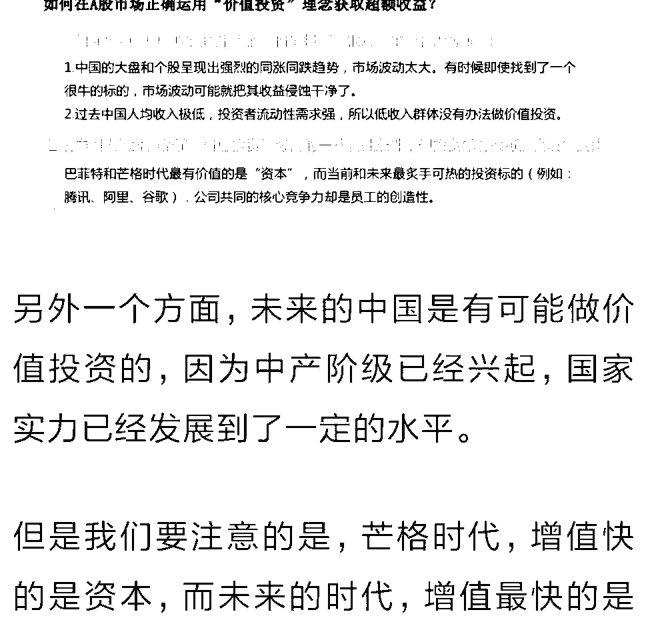 如何在A股市场正确运用“价值投资”理念获取超额收益？
1.中国的大盘和个股呈现出强烈的同涨同跌趋势，市场波动太大。有时候即使找到了一个
很牛的标的，市场波动可能就把其收益侵蚀干净了。
2.过去中国人均收入极低，投资者流动性需求强，所以低收入群体没有办法做价值投资。
巴菲特和芒格时代最有价值的是“资本”，而当前和未来最炙手可热的投资标的（例如：
腾讯、阿里、谷歌），公司共同的核心竞争力却是员工的创造性。
另外一个方面，未来的中国是有可能做价
值投资的，因为中产阶级已经兴起，国家
实力已经发展到了一定的水平。
但是我们要注意的是，芒格时代，增值快
的是资本，而未来的时代，增值最快的是